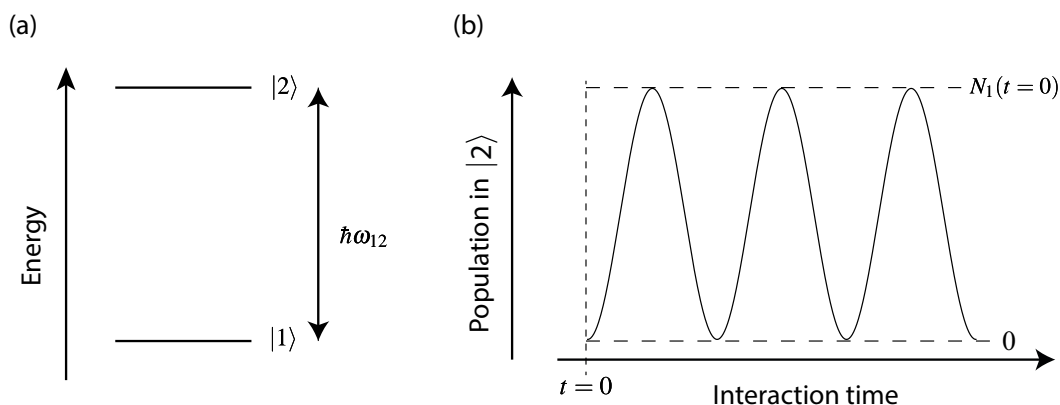 (a)
Energy
|2⟩
ħω₁₂
|1⟩
(b)
Population in |2⟩
N₁(t=0)
0
t=0
Interaction time